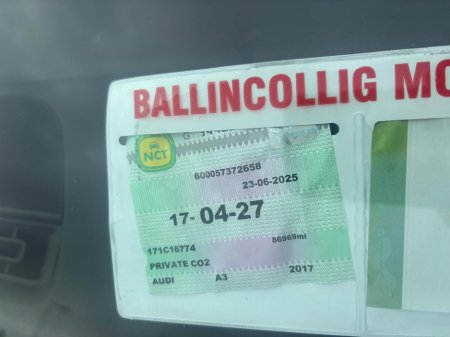 BALLINCOLLIG MO
NCT
600057372658
23-06-2025
17- 04-27
171C16774 86969mi
PRIVATE CO2
AUDI A3 2017